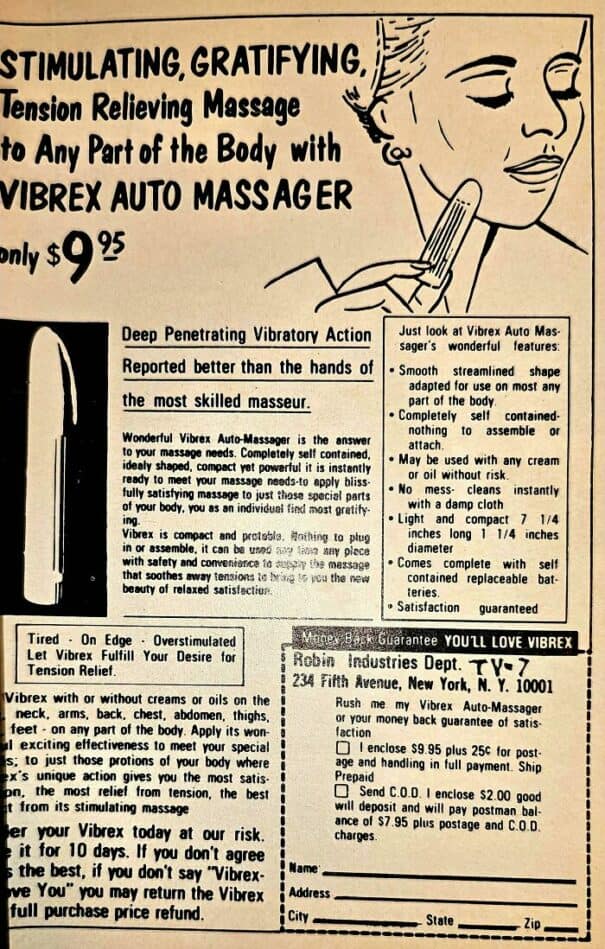 STIMULATING, GRATIFYING,
Tension Relieving Massage
to Any Part of the Body with
VIBREX AUTO MASSAGER
only $9.95
Deep Penetrating Vibratory Action
Reported better than the hands of
the most skilled masseur.
Wonderful Vibrex Auto-Massager is the answer
to your massage needs. Completely self contained,
idealy shaped, compact yet powerful it is instantly
ready to meet your massage needs-to apply bliss-
fully satisfying massage to just those special parts
of your body, you as an individual find most gratify-
ing.
Vibrex is compact and protable. Nothing to plug
in or assemble, it can be used any time any place
with safety and convenience to supply the massage
that soothes away tensions to bring to you the new
beauty of relaxed satisfaction.
Just look at Vibrex Auto Mas-
sager's wonderful features:
• Smooth streamlined shape
adapted for use on most any
part of the body.
• Completely self contained-
nothing to assemble or
attach.
• May be used with any cream
or oil without risk.
• No mess- cleans instantly
with a damp cloth
• Light and compact 7 1/4
inches long 1 1/4 inches
diameter
• Comes complete with self
contained replaceable bat-
teries.
• Satisfaction guaranteed
Tired - On Edge - Overstimulated
Let Vibrex Fulfill Your Desire for
Tension Relief.
Vibrex with or without creams or oils on the
neck, arms, back, chest, abdomen, thighs,
feet - on any part of the body. Apply its won-
l exciting effectiveness to meet your special
s; to just those protions of your body where
ex's unique action gives you the most satis-
on, the most relief from tension, the best
t from its stimulating massage
er your Vibrex today at our risk.
it for 10 days. If you don't agree
s the best, if you don't say "Vibrex-
ve You" you may return the Vibrex
full purchase price refund.
Money Back Guarantee YOU'LL LOVE VIBREX
Robin Industries Dept. TV-7
234 Fifth Avenue, New York, N. Y. 10001
Rush me my Vibrex Auto-Massager
or your money back guarantee of satis-
faction
I enclose $9.95 plus 25¢ for post-
age and handling in full payment. Ship
Prepaid
Send C.O.D. I enclose $2.00 good
will deposit and will pay postman bal-
ance of $7.95 plus postage and C.O.D.
charges.
Name
Address
City State Zip